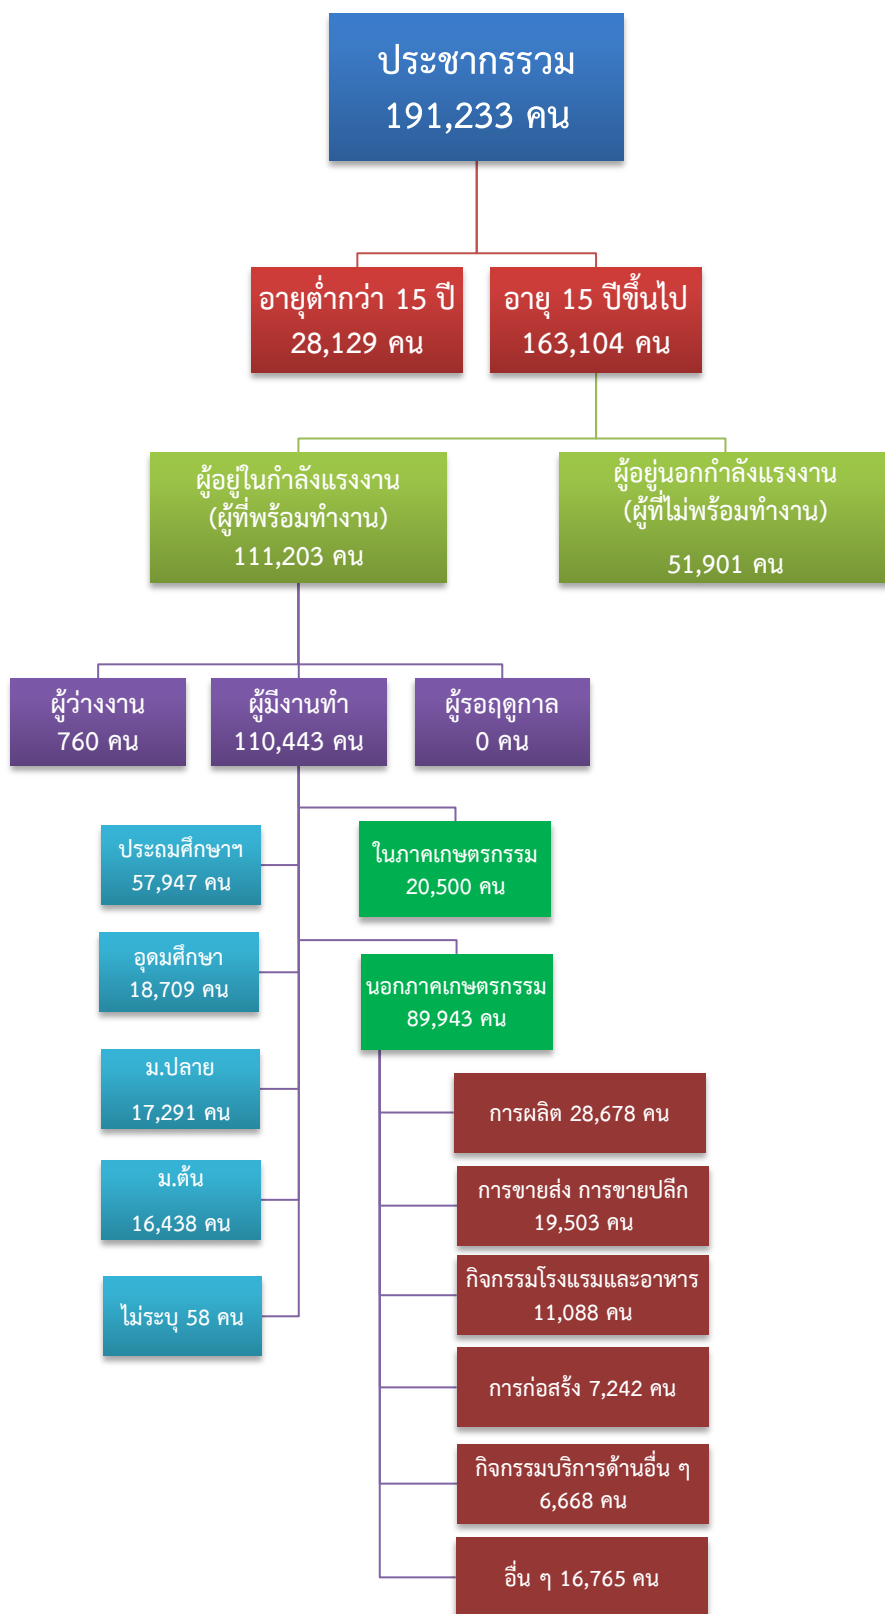 ประชากรรวม
191,233 คน
อายุต่ำกว่า 15 ปี
28,129 คน
อายุ 15 ปีขึ้นไป
163,104 คน
ผู้อยู่ในกำลังแรงงาน
(ผู้ที่พร้อมทำงาน)
111,203 คน
ผู้อยู่นอกกำลังแรงงาน
(ผู้ที่ไม่พร้อมทำงาน)
51,901 คน
ผู้ว่างงาน
760 คน
ผู้มีงานทำ
110,443 คน
ผู้รอฤดูกาล
0 คน
ประถมศึกษาฯ
57,947 คน
อุดมศึกษา
18,709 คน
ม.ปลาย
17,291 คน
ม.ต้น
16,438 คน
ไม่ระบุ 58 คน
ในภาคเกษตรกรรม
20,500 คน
นอกภาคเกษตรกรรม
89,943 คน
การผลิต 28,678 คน
การขายส่ง การขายปลีก
19,503 คน
กิจกรรมโรงแรมและอาหาร
11,088 คน
การก่อสร้ง 7,242 คน
กิจกรรมบริการด้านอื่น ๆ
6,668 คน
อื่น ๆ 16,765 คน